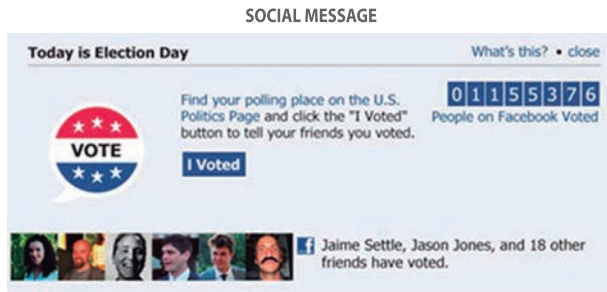 SOCIAL MESSAGE
Today is Election Day
What's this? • close
Find your polling place on the U.S.
Politics Page and click the "I Voted"
button to tell your friends you voted.
01155376
People on Facebook Voted
VOTE
I Voted
f Jaime Settle, Jason Jones, and 18 other
friends have voted.